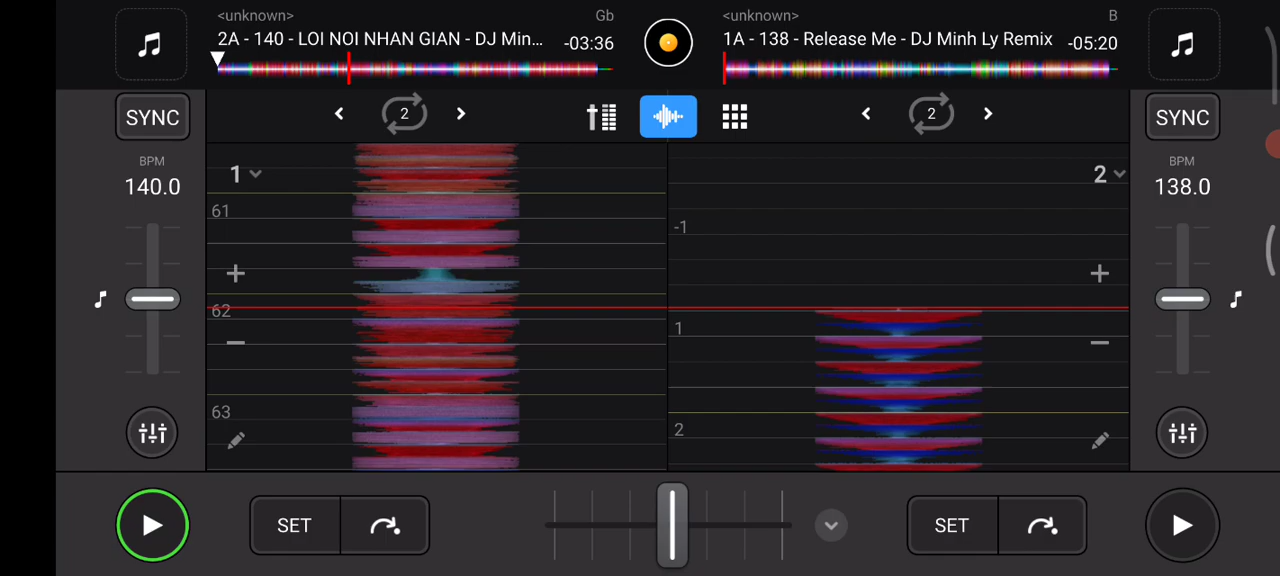 <unknown>
Gb
2A - 140 - LOI NOI NHAN GIAN - DJ Min...
-03:36
<unknown>
B
1A - 138 - Release Me - DJ Minh Ly Remix
-05:20
SYNC
2
2
SYNC
BPM
140.0
1
61
62
63
2
-1
1
2
BPM
138.0
SET
SET